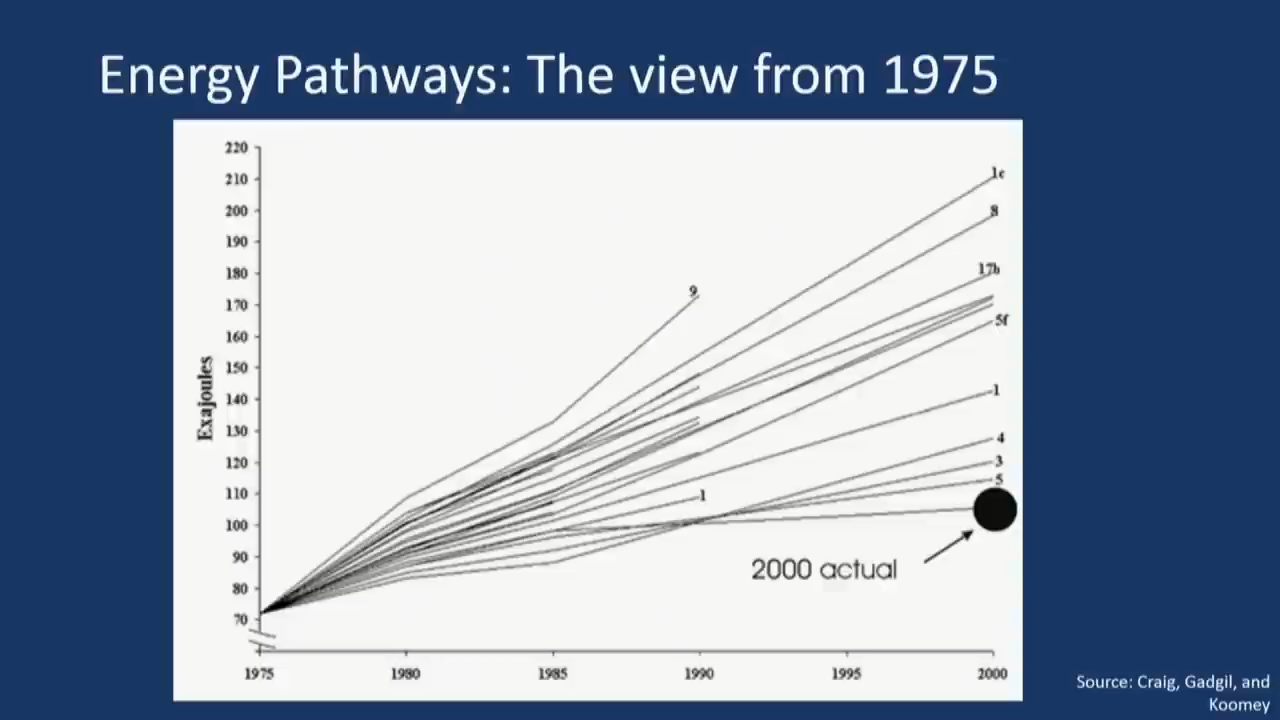 Energy Pathways: The view from 1975
220
210
200
190
180
170
160
150
140
130
120
110
100
90
80
70
Exajoules
1c
8
17b
9
5f
1
4
3
5
1
2000 actual
1975 1980 1985 1990 1995 2000
Source: Craig, Gadgil, and
Koomey